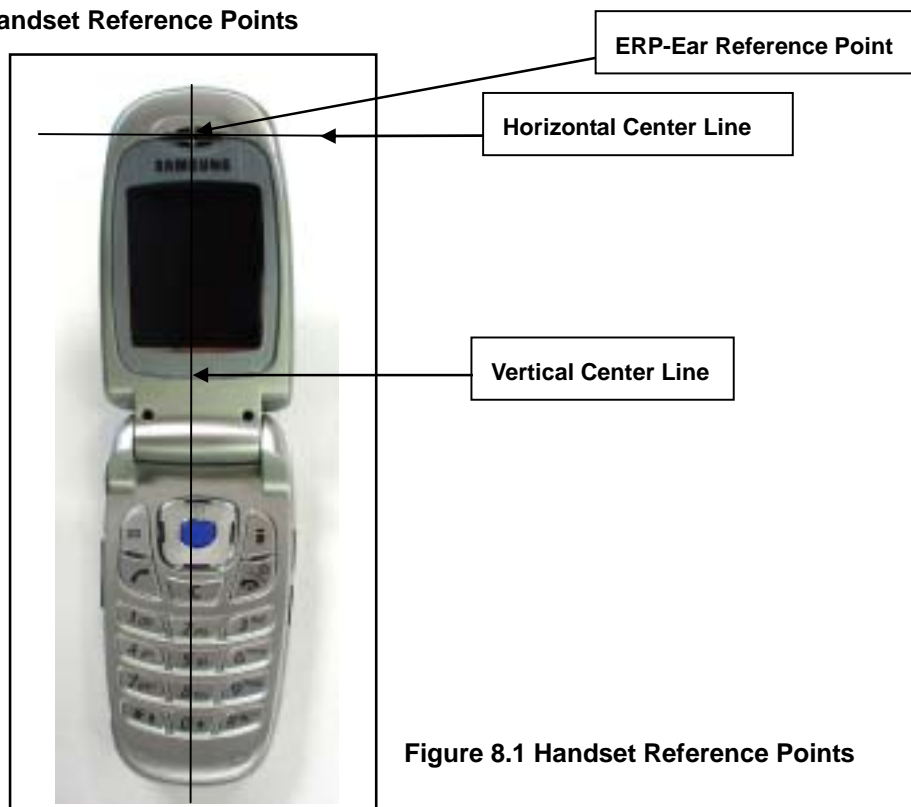 andset Reference Points
ERP-Ear Reference Point
Horizontal Center Line
SAMSUNG
Vertical Center Line
C
Figure 8.1 Handset Reference Points